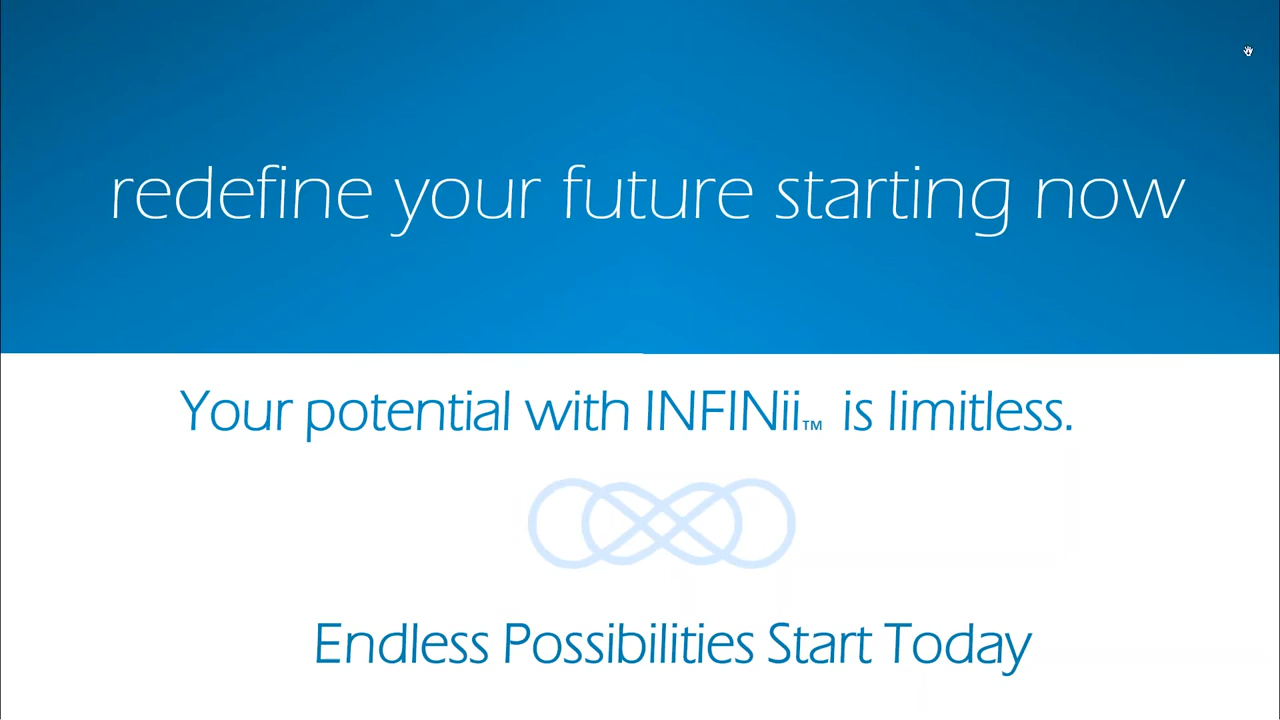 redefine your future starting now
Your potential with INFINii™ is limitless.
Endless Possibilities Start Today